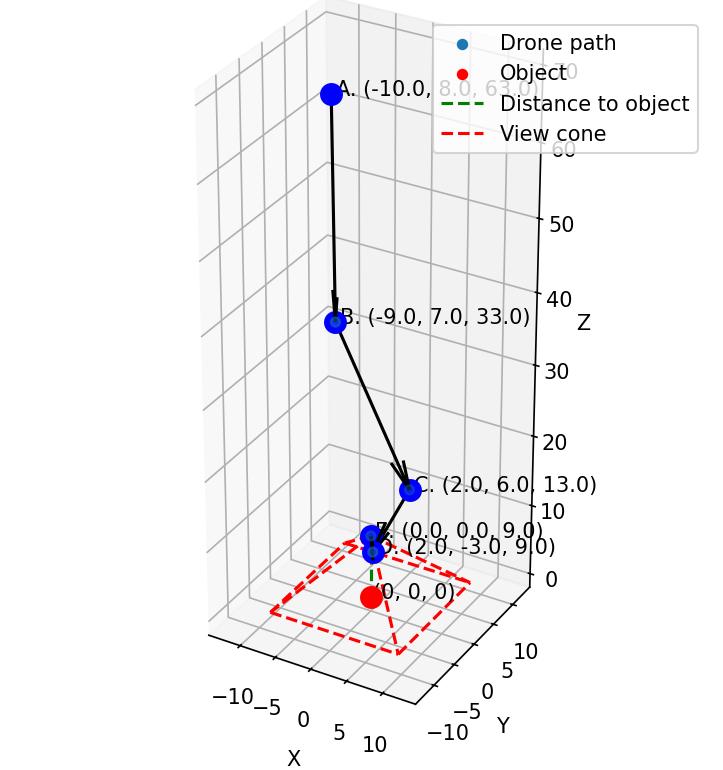 Drone path
Object
Distance to object
View cone
A. (-10.0, 8.0, 63.0)
B. (-9.0, 7.0, 33.0)
C. (2.0, 6.0, 13.0)
(0.0, 0.0, 9.0)
D. (2.0, -3.0, 9.0)
(0, 0, 0)
70
60
50
40
30
20
10
0
Z
−10
−5
0
5
10
X
−10
−5
0
5
10
Y